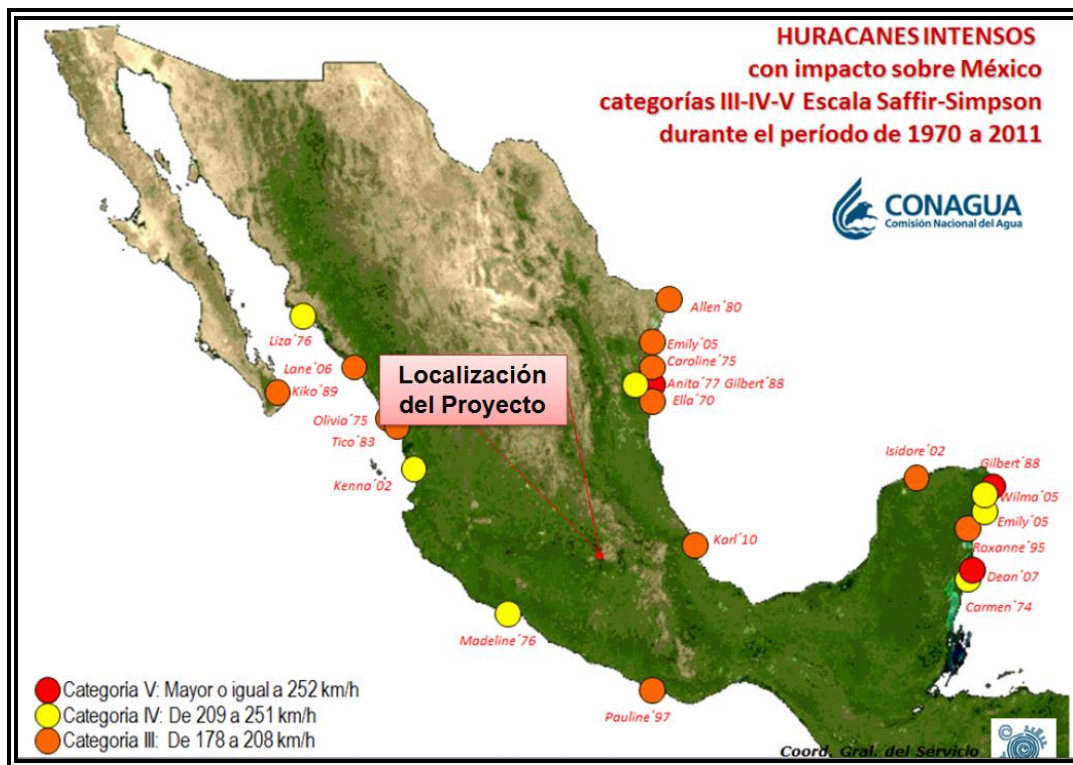 HURACANES INTENSOS
con impacto sobre México
categorías III-IV-V Escala Saffir-Simpson
durante el período de 1970 a 2011
CONAGUA
Comisión Nacional del Agua
Allen´80
Liza´76
Emily´05
Lane´06
Caroline´75
Kiko´89
Localización
del Proyecto
Anita´77 Gilbert´88
Ella´70
Olivia´75
Tico´83
Isidore´02
Gilbert´88
Kenna´02
Wilma´05
Emily´05
Karl´10
Roxanne´95
Dean´07
Carmen´74
Madeline´76
Categoría V: Mayor o igual a 252 km/h
Categoría IV: De 209 a 251 km/h
Categoría III: De 178 a 208 km/h
Pauline´97
Coord. Gral. del Servicio